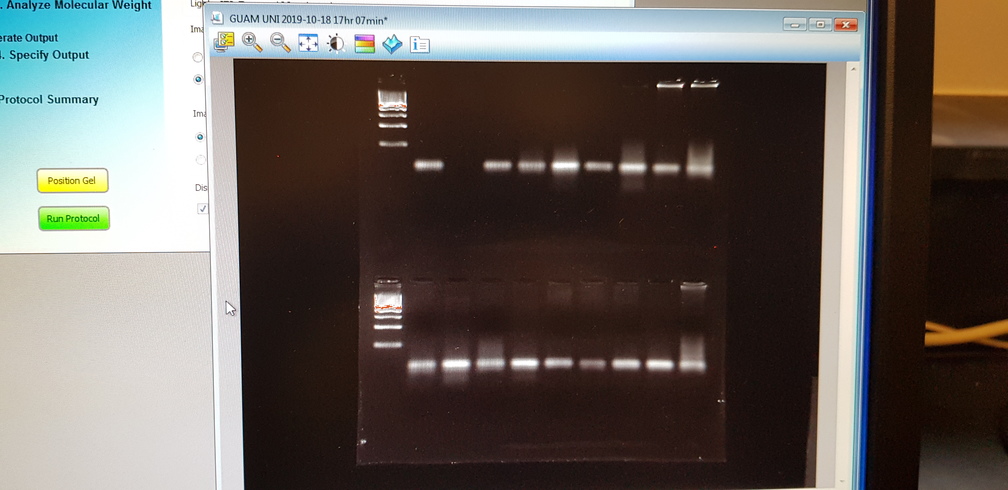 . Analyze Molecular Weight
erate Output
. Specify Output
Protocol Summary
Position Gel
Run Protocol
Ima
Ima
Dis
GUAM UNI 2019-10-18 17hr 07min*